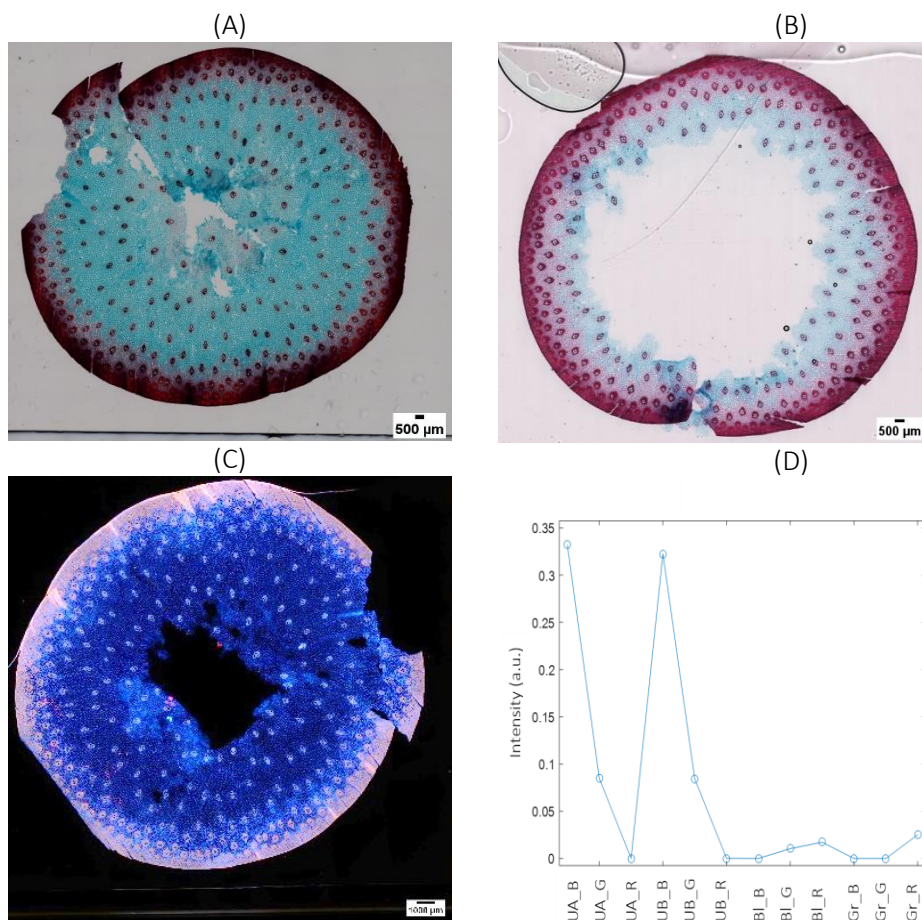 (A)
(B)
500 µm
500 µm
(C)
(D)
1000 µm
Intensity (a.u.)
0.35
0.3
0.25
0.2
0.15
0.1
0.05
0
UA_B
UA_G
UA_R
UB_B
UB_G
UB_R
Bl_B
Bl_G
Bl_R
Gr_B
Gr_G
Gr_R